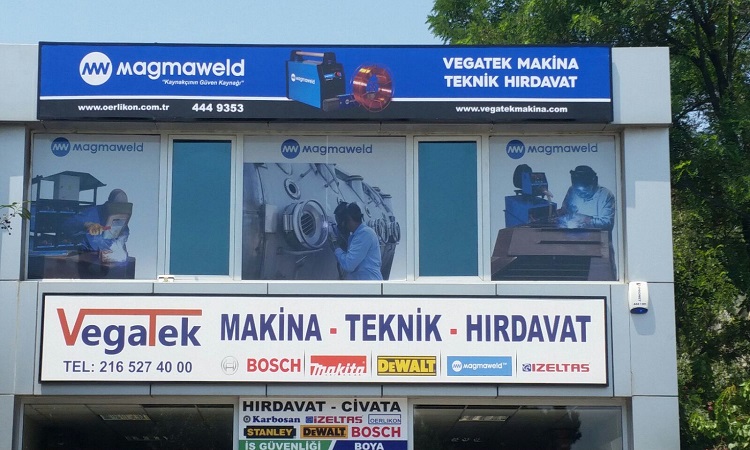 magmaweld
"Kaynakçının Güven Kaynağı"
VEGATEK MAKİNA
TEKNİK HIRDAVAT
www.oerlikon.com.tr 444 9353
www.vegatekmakina.com
magmaweld
magmaweld
magmaweld
VEGATEK MAKİNA - TEKNİK - HIRDAVAT
TEL: 216 527 40 00
BOSCH makita DEWALT magmaweld İZELTAŞ
HIRDAVAT - CİVATA
Karbosan İZELTAŞ OERLIKON
STANLEY DEWALT BOSCH
İŞ GÜVENLİĞİ BOYA